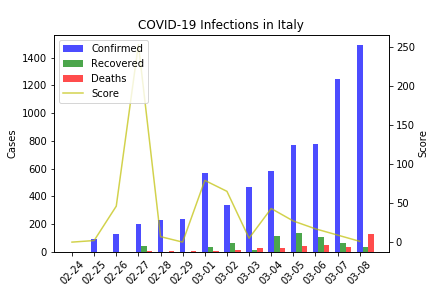 COVID-19 Infections in Italy
Confirmed
Recovered
Deaths
Score
Cases
1400
1200
1000
800
600
400
200
0
250
200
150
100
50
0
Score
02-24 02-25 02-26 02-27 02-28 02-29 03-01 03-02 03-03 03-04 03-05 03-06 03-07 03-08